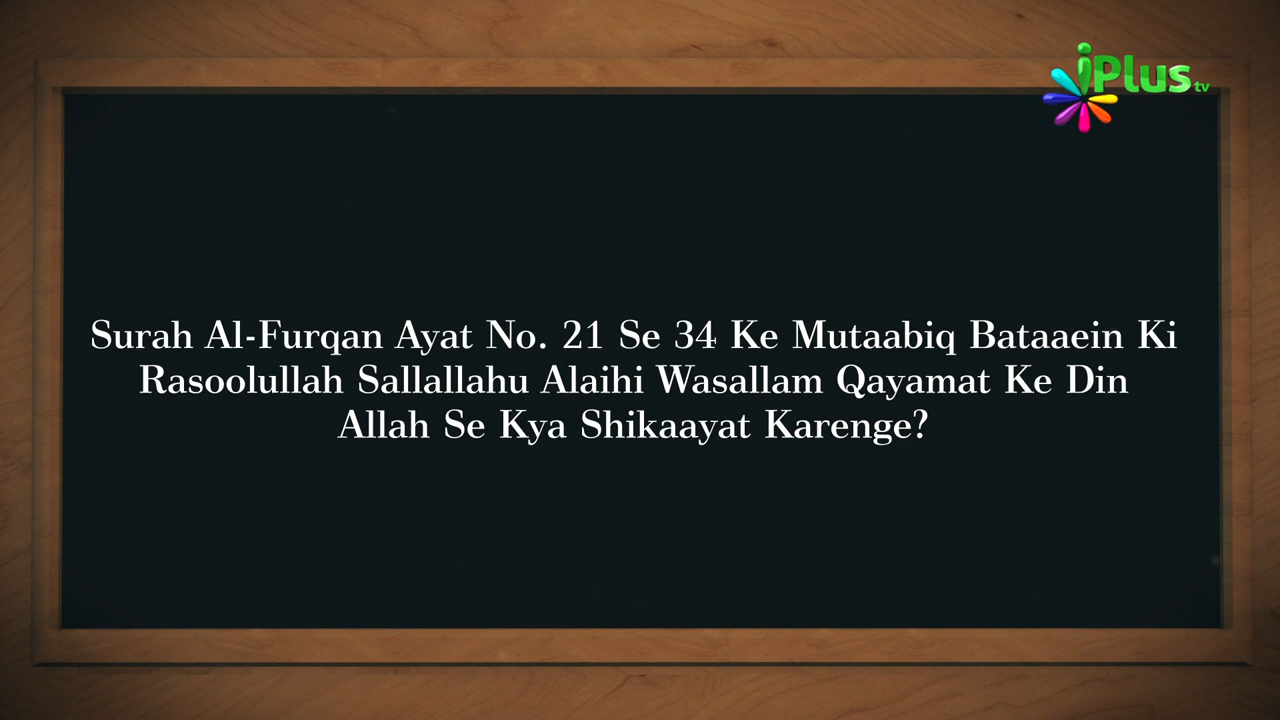 iPlus tv
Surah Al-Furqan Ayat No. 21 Se 34 Ke Mutaabiq Bataaein Ki
Rasoolullah Sallallahu Alaihi Wasallam Qayamat Ke Din
Allah Se Kya Shikaayat Karenge?